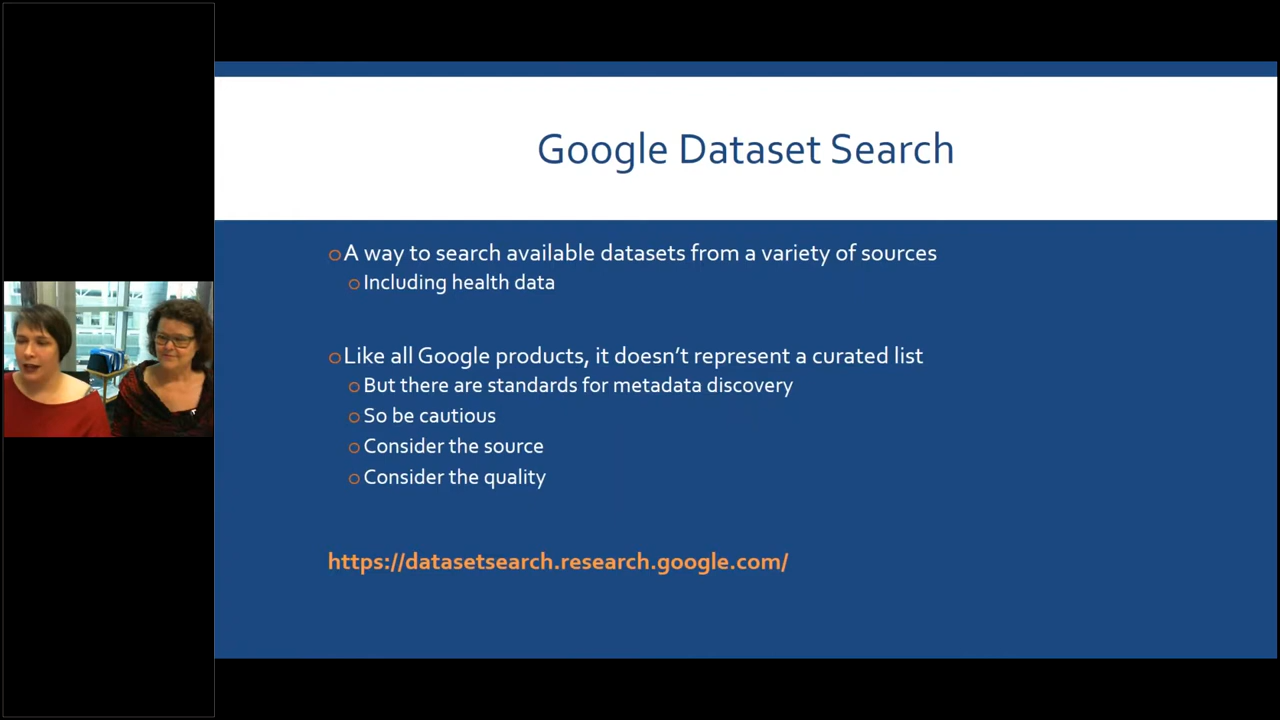 Google Dataset Search
A way to search available datasets from a variety of sources
Including health data
Like all Google products, it doesn’t represent a curated list
But there are standards for metadata discovery
So be cautious
Consider the source
Consider the quality
https://datasetsearch.research.google.com/